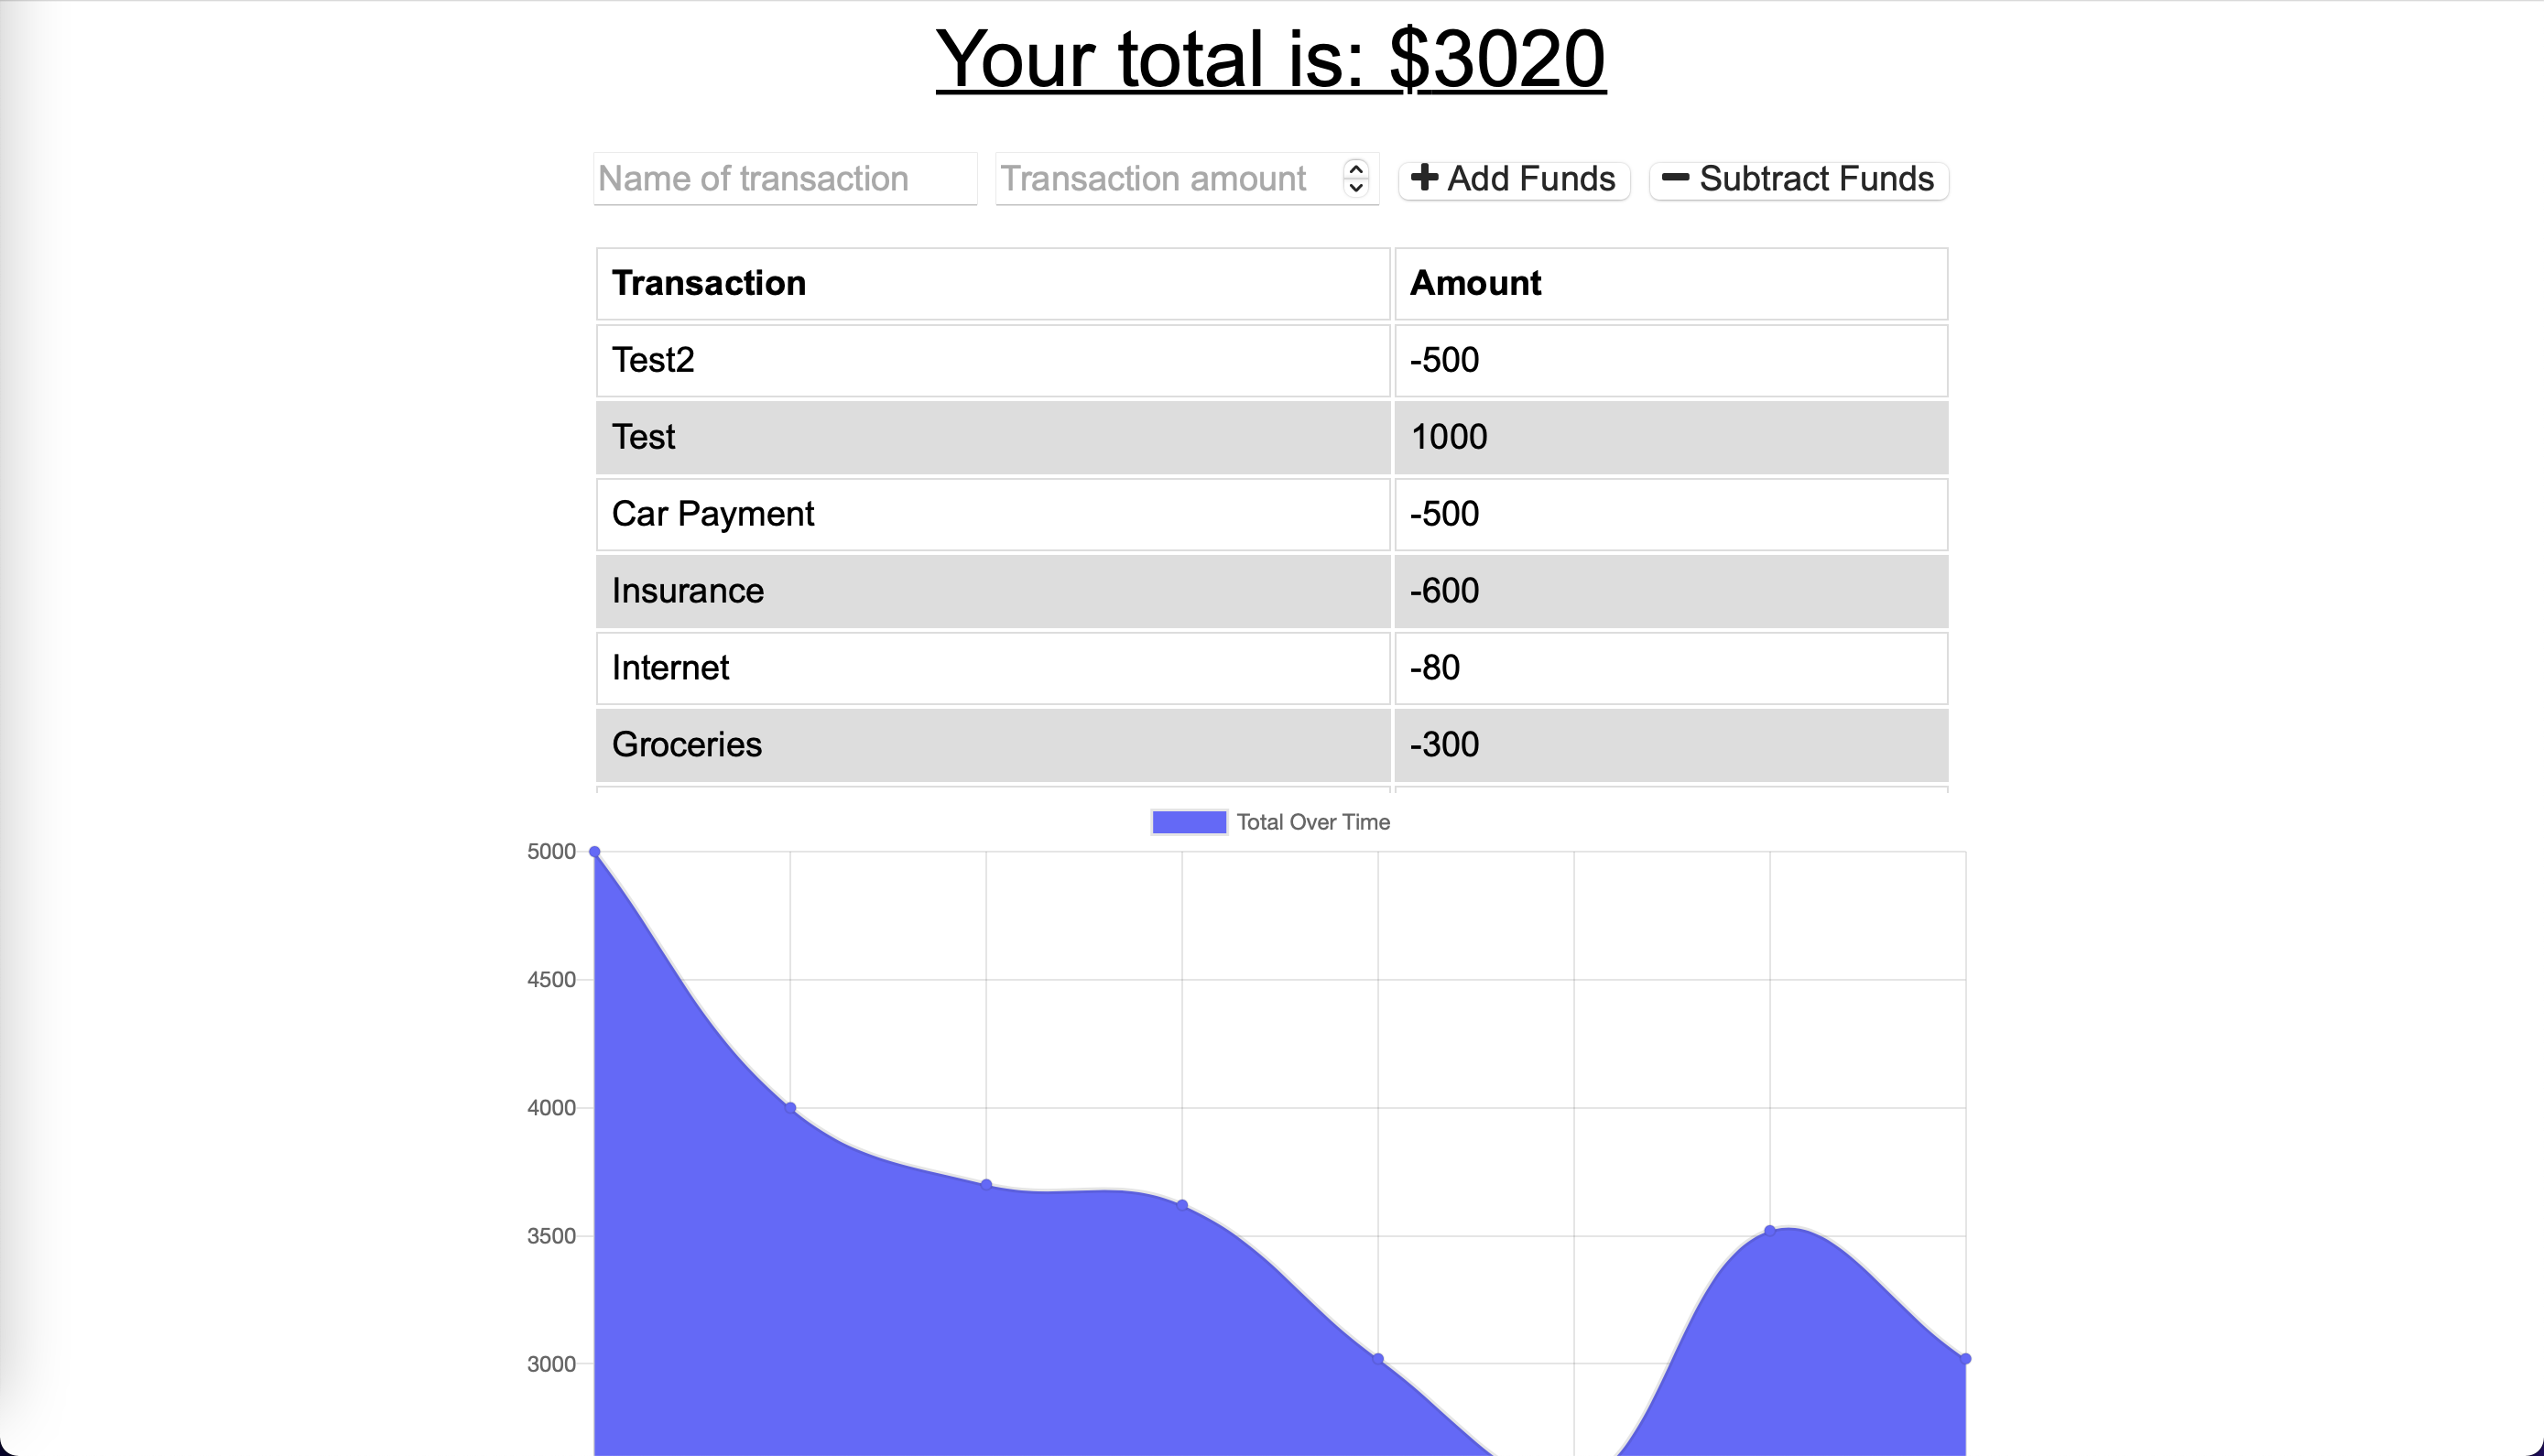 Your total is: $3020
Name of transaction Transaction amount Add Funds Subtract Funds
Transaction Amount
Test2 -500
Test 1000
Car Payment -500
Insurance -600
Internet -80
Groceries -300
Total Over Time
5000
4500
4000
3500
3000